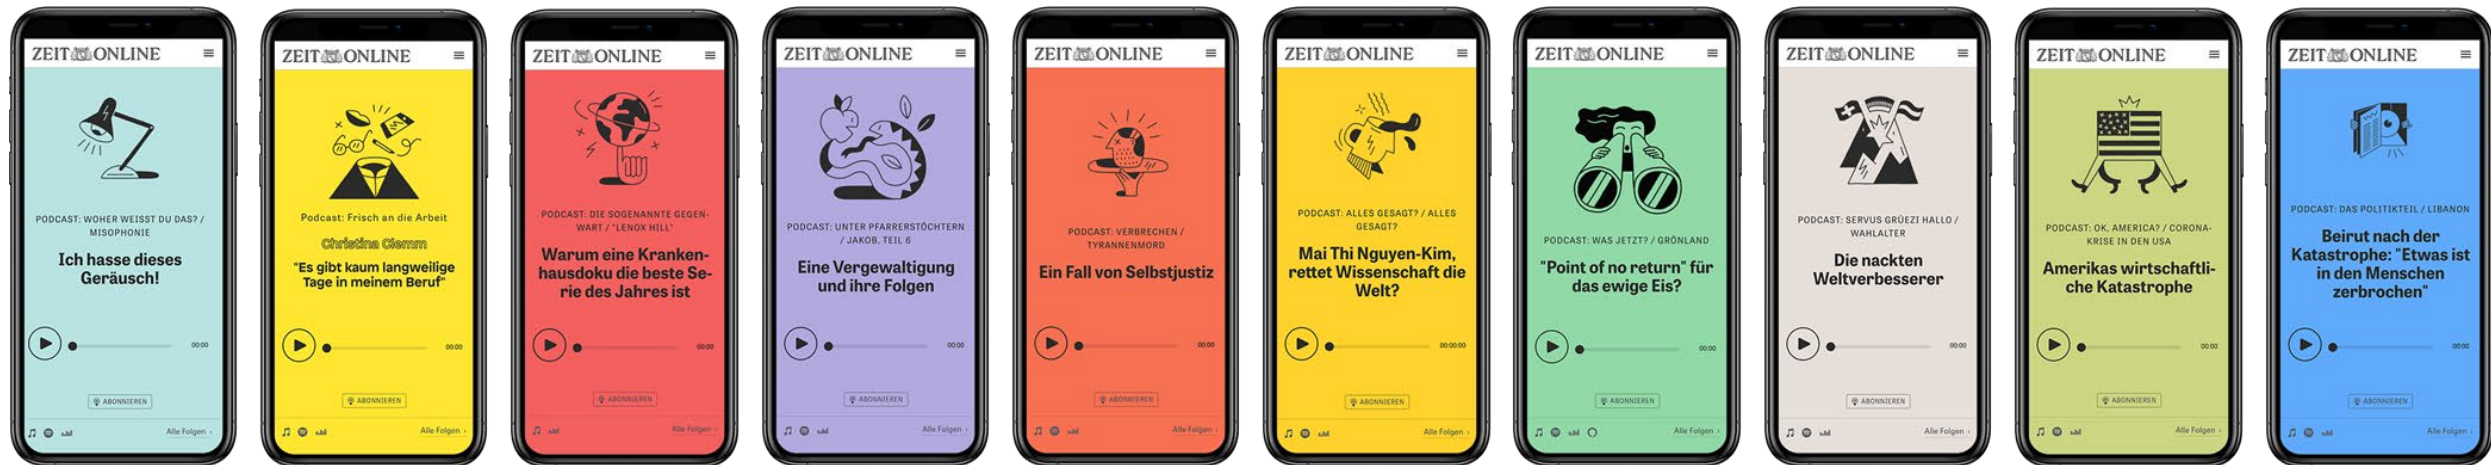 ZEIT ONLINE
PODCAST: WOHER WEISST DU DAS? /
MISOPHONIE
Ich hasse dieses
Geräusch!
00:00
ABONNIEREN
Alle Folgen ›
ZEIT ONLINE
Podcast: Frisch an die Arbeit
Christina Clemm
"Es gibt kaum langweilige
Tage in meinem Beruf"
00:00
ABONNIEREN
Alle Folgen ›
ZEIT ONLINE
PODCAST: DIE SOGENANNTE GEGEN-
WART / "LENOX HILL"
Warum eine Kranken-
hausdoku die beste Se-
rie des Jahres ist
00:00
ABONNIEREN
Alle Folgen ›
ZEIT ONLINE
PODCAST: UNTER PFARRERSTÖCHTERN
/ JAKOB, TEIL 6
Eine Vergewaltigung
und ihre Folgen
00:00
ABONNIEREN
Alle Folgen ›
ZEIT ONLINE
PODCAST: VERBRECHEN /
TYRANNENMORD
Ein Fall von Selbstjustiz
00:00
ABONNIEREN
Alle Folgen ›
ZEIT ONLINE
PODCAST: ALLES GESAGT? / ALLES
GESAGT?
Mai Thi Nguyen-Kim,
rettet Wissenschaft die
Welt?
00:00:00
ABONNIEREN
Alle Folgen ›
ZEIT ONLINE
PODCAST: WAS JETZT? / GRÖNLAND
"Point of no return" für
das ewige Eis?
00:00
ABONNIEREN
Alle Folgen ›
ZEIT ONLINE
PODCAST: SERVUS GRÜEZI HALLO /
WAHLALTER
Die nackten
Weltverbesserer
00:00
ABONNIEREN
Alle Folgen ›
ZEIT ONLINE
PODCAST: OK, AMERICA? / CORONA-
KRISE IN DEN USA
Amerikas wirtschaftli-
che Katastrophe
00:00
ABONNIEREN
Alle Folgen ›
ZEIT ONLINE
PODCAST: DAS POLITIKTEIL / LIBANON
Beirut nach der
Katastrophe: "Etwas ist
in den Menschen
zerbrochen"
00:00
ABONNIEREN
Alle Folgen ›